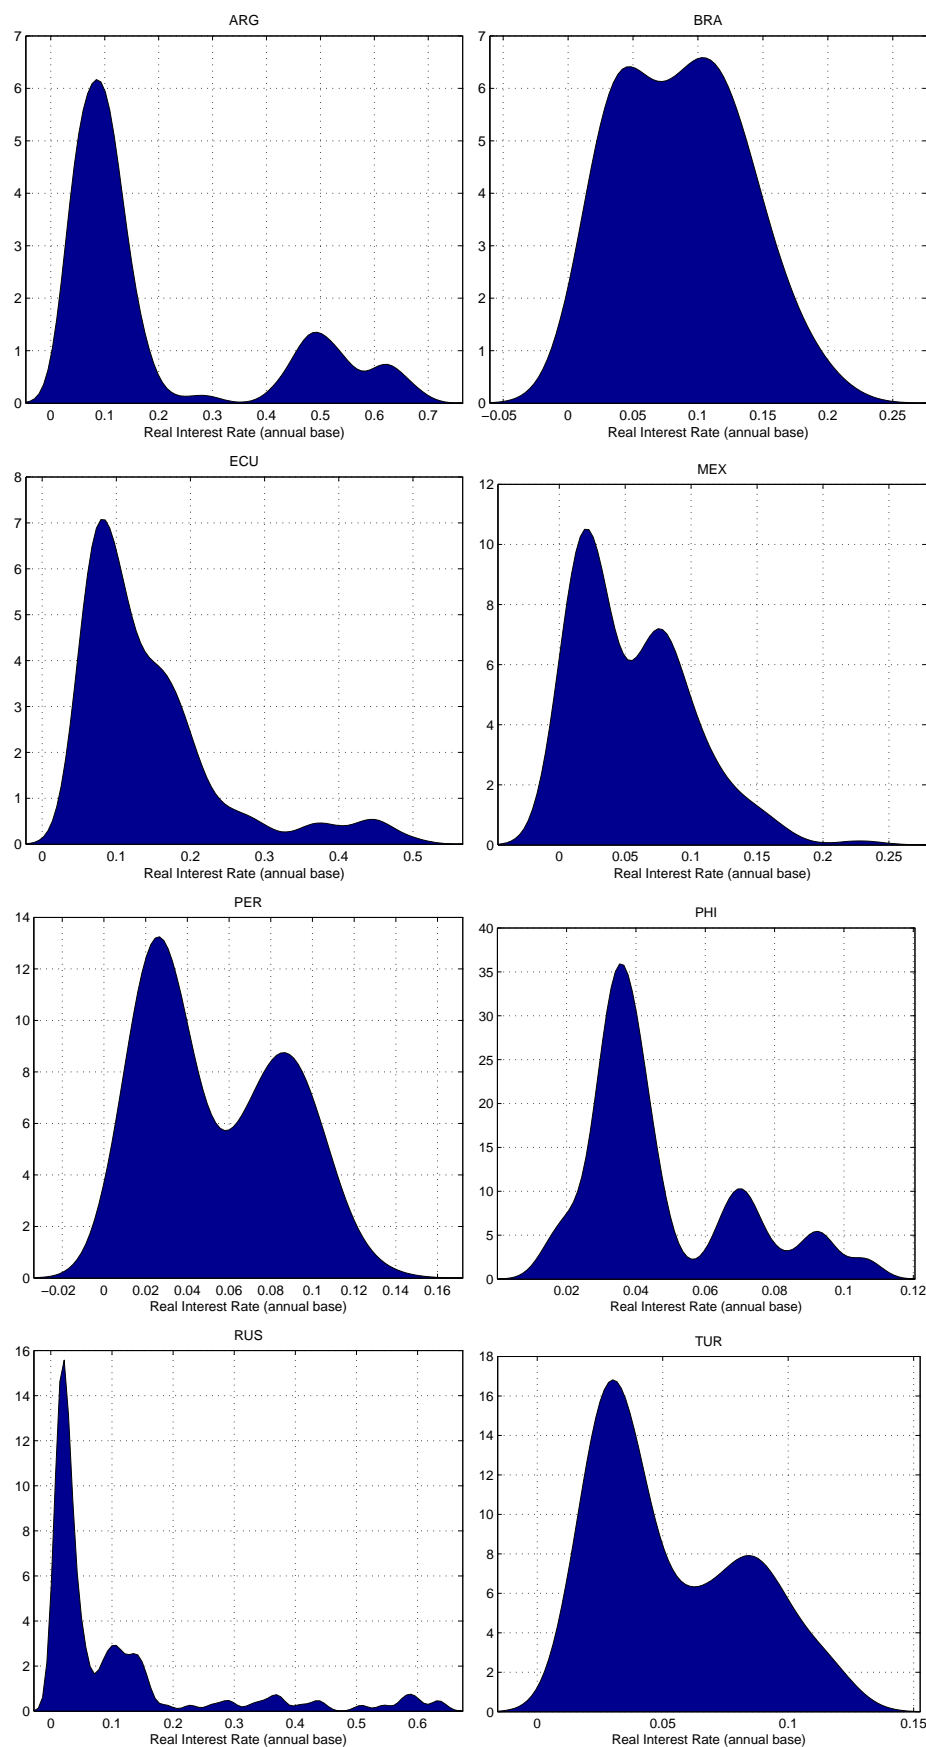 ARG
7
6
5
4
3
2
1
0
0 0.1 0.2 0.3 0.4 0.5 0.6 0.7
Real Interest Rate (annual base)
BRA
7
6
5
4
3
2
1
0
−0.05 0 0.05 0.1 0.15 0.2 0.25
Real Interest Rate (annual base)
ECU
8
7
6
5
4
3
2
1
0
0 0.1 0.2 0.3 0.4 0.5
Real Interest Rate (annual base)
MEX
12
10
8
6
4
2
0
0 0.05 0.1 0.15 0.2 0.25
Real Interest Rate (annual base)
PER
14
12
10
8
6
4
2
0
−0.02 0 0.02 0.04 0.06 0.08 0.1 0.12 0.14 0.16
Real Interest Rate (annual base)
PHI
40
35
30
25
20
15
10
5
0
0.02 0.04 0.06 0.08 0.1 0.12
Real Interest Rate (annual base)
RUS
16
14
12
10
8
6
4
2
0
0 0.1 0.2 0.3 0.4 0.5 0.6
Real Interest Rate (annual base)
TUR
18
16
14
12
10
8
6
4
2
0
0 0.05 0.1 0.15
Real Interest Rate (annual base)